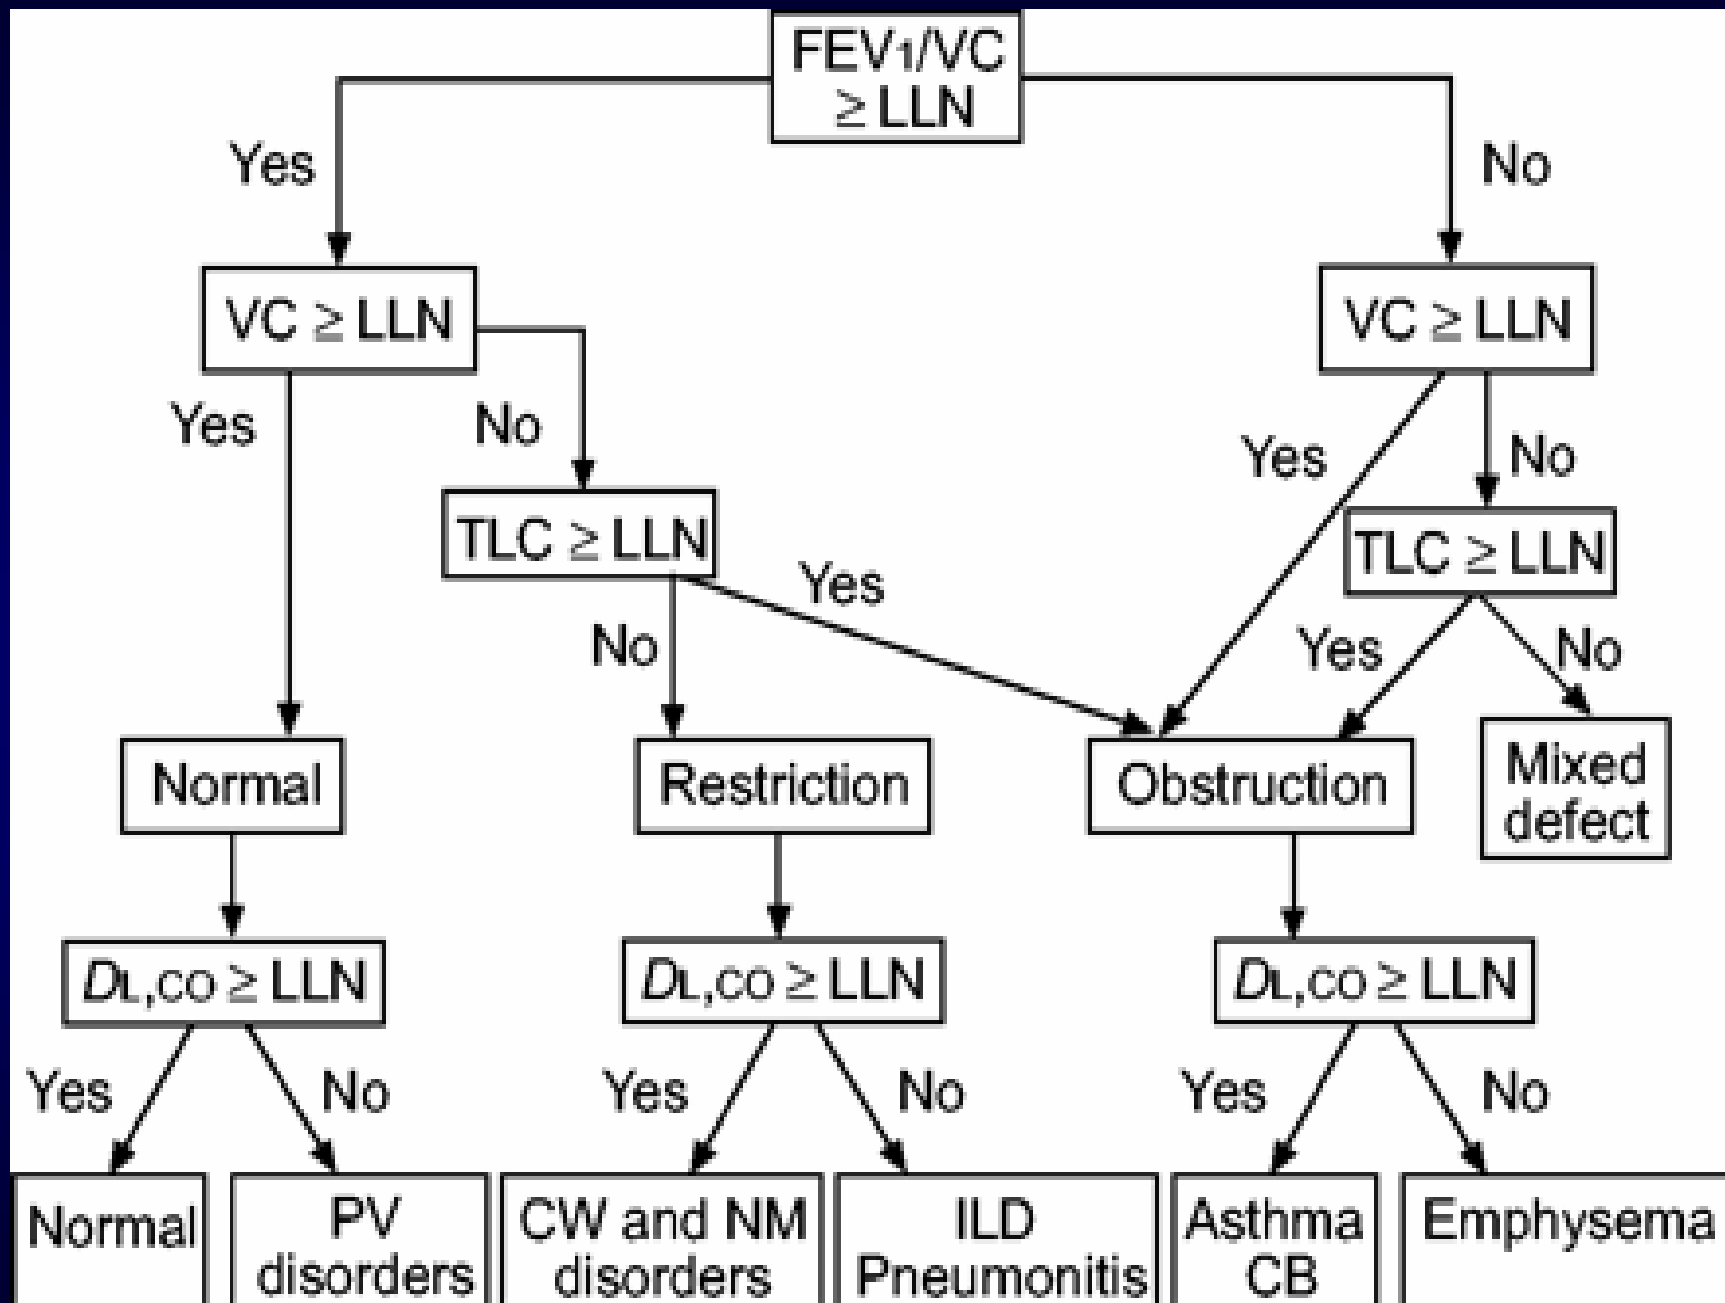 FEV1/VC
≥ LLN
Yes
No
VC ≥ LLN
VC ≥ LLN
Yes
No
Yes
No
TLC ≥ LLN
TLC ≥ LLN
Yes
No
Yes
No
Normal
Restriction
Obstruction
Mixed
defect
DL,CO ≥ LLN
DL,CO ≥ LLN
DL,CO ≥ LLN
Yes
No
Yes
No
Yes
No
Normal
PV
disorders
CW and NM
disorders
ILD
Pneumonitis
Asthma
CB
Emphysema